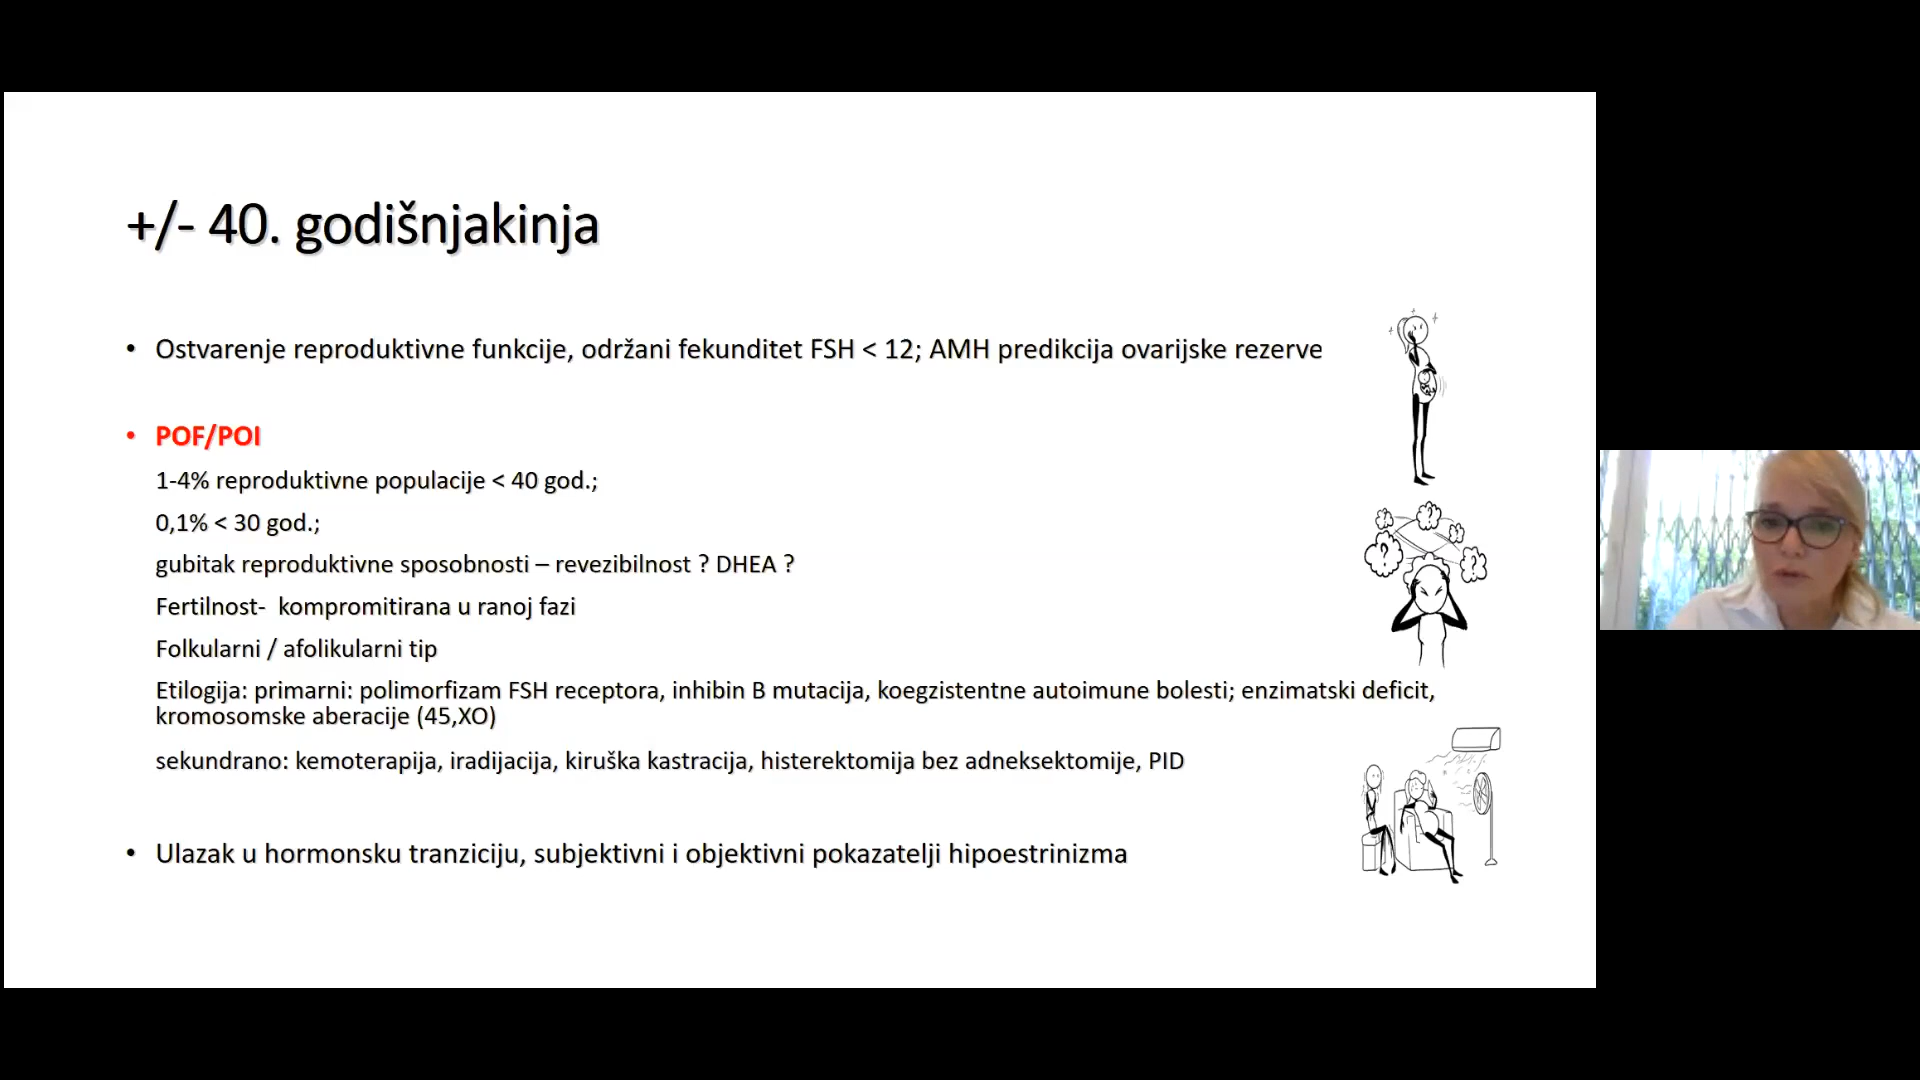 +/- 40. godišnjakinja
• Ostvarenje reproduktivne funkcije, održani fekunditet FSH < 12; AMH predikcija ovarijske rezerve
• POF/POI
1-4% reproduktivne populacije < 40 god.;
0,1% < 30 god.;
gubitak reproduktivne sposobnosti – revezibilnost ? DHEA ?
Fertilnost- kompromitirana u ranoj fazi
Folkularni / afolikularni tip
Etilogija: primarni: polimorfizam FSH receptora, inhibin B mutacija, koegzistentne autoimune bolesti; enzimatski deficit,
kromosomske aberacije (45,XO)
sekundrano: kemoterapija, iradijacija, kiruška kastracija, histerektomija bez adneksektomije, PID
• Ulazak u hormonsku tranziciju, subjektivni i objektivni pokazatelji hipoestrinizma
? ? ? ? ?